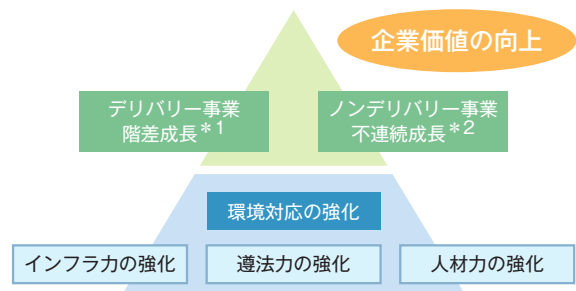 企業価値の向上
デリバリー事業
階差成長*1
ノンデリバリー事業
不連続成長*2
環境対応の強化
インフラ力の強化
遵法力の強化
人材力の強化